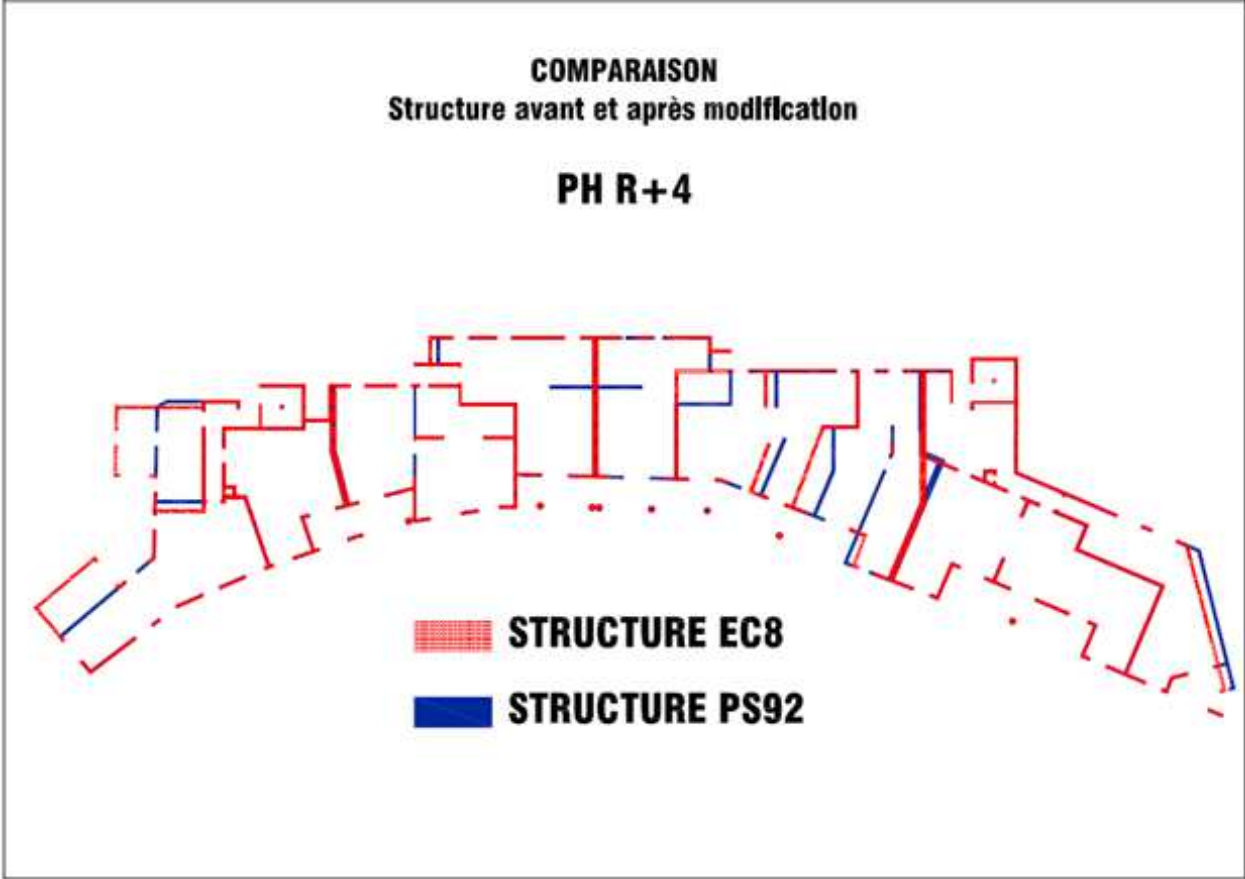 COMPARAISON
Structure avant et après modification
PH R+4
STRUCTURE EC8
STRUCTURE PS92